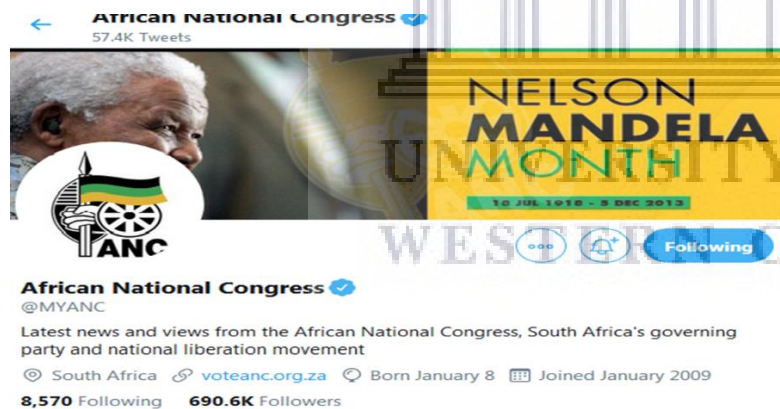 African National Congress
57.4K Tweets
NELSON
MANDELA
MONTH
18 JUL 1918 - 5 DEC 2013
UNIVERSITY
ANC
WESTERN C
Following
African National Congress
@MYANC
Latest news and views from the African National Congress, South Africa's governing
party and national liberation movement
South Africa voteanc.org.za Born January 8 Joined January 2009
8,570 Following 690.6K Followers